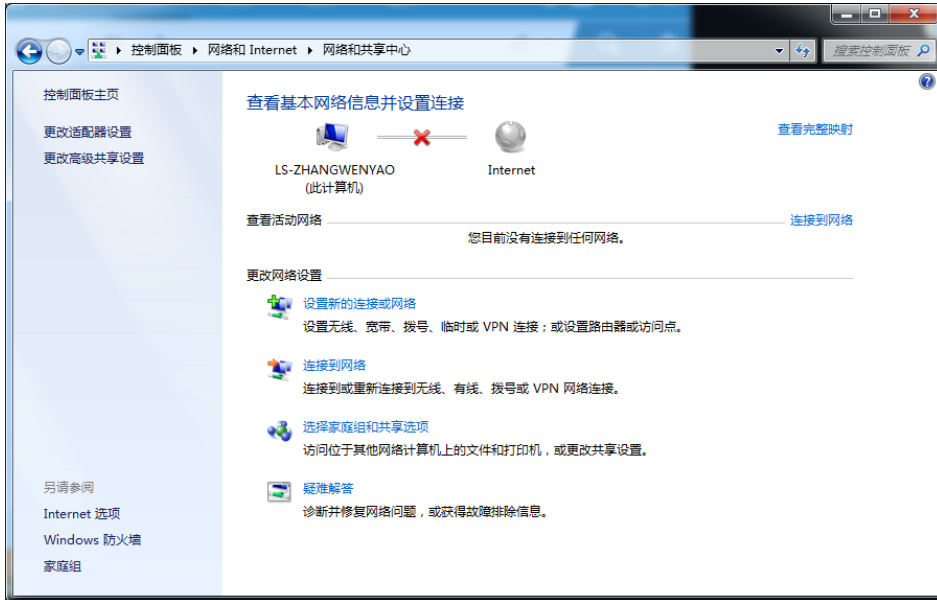 控制面板 网络和 Internet 网络和共享中心 搜索控制面板
控制面板主页
更改适配器设置
更改高级共享设置
查看基本网络信息并设置连接
查看完整映射
LS-ZHANGWENYAO
(此计算机)
Internet
查看活动网络
连接到网络
您目前没有连接到任何网络。
更改网络设置
设置新的连接或网络
设置无线、宽带、拨号、临时或 VPN 连接；或设置路由器或访问点。
连接到网络
连接到或重新连接到无线、有线、拨号或 VPN 网络连接。
选择家庭组和共享选项
访问位于其他网络计算机上的文件和打印机，或更改共享设置。
疑难解答
诊断并修复网络问题，或获得故障排除信息。
另请参阅
Internet 选项
Windows 防火墙
家庭组